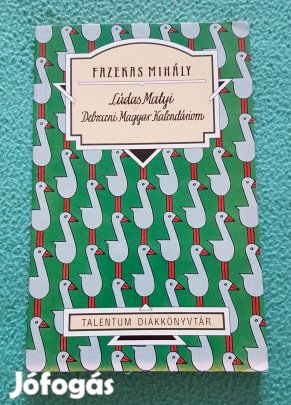 FAZEKAS MIHÁLY
Lúdas Matyi
Debreceni Magyar Kalendáriom
TALENTUM DIÁKKÖNYVTÁR
Jófogás